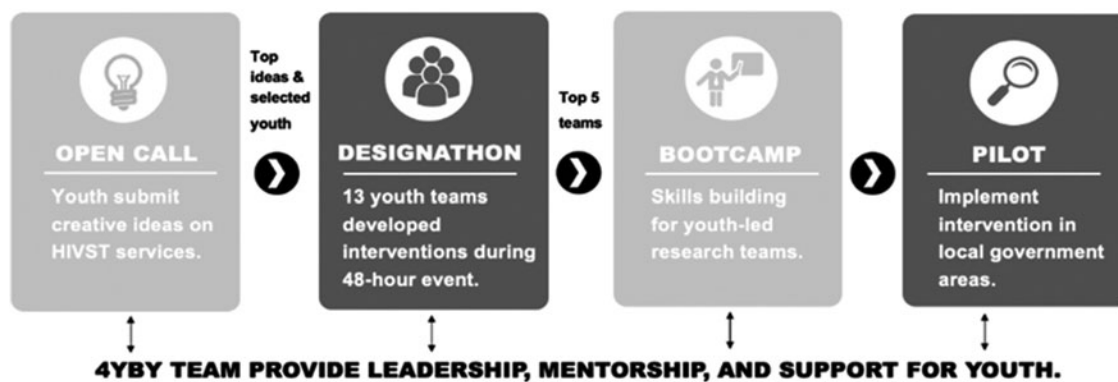 OPEN CALL
Youth submit
creative ideas on
HIVST services.
Top
ideas &
selected
youth
DESIGNATHON
13 youth teams
developed
interventions during
48-hour event.
Top 5
teams
BOOTCAMP
Skills building
for youth-led
research teams.
PILOT
Implement
intervention in
local government
areas.
4YBY TEAM PROVIDE LEADERSHIP, MENTORSHIP, AND SUPPORT FOR YOUTH.